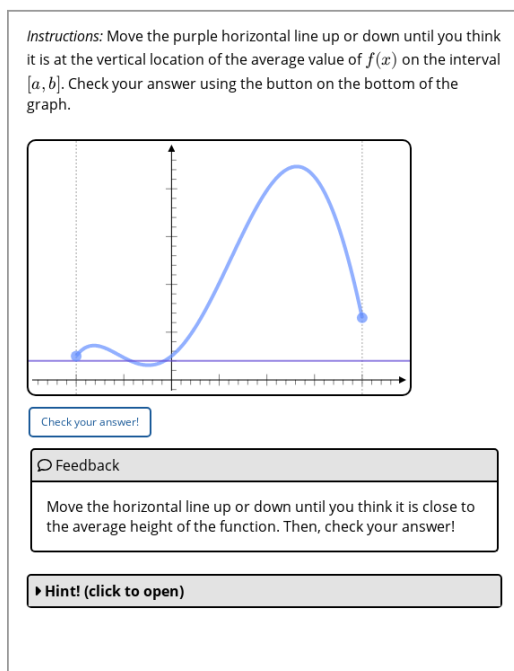 Instructions: Move the purple horizontal line up or down until you think
it is at the vertical location of the average value of f(x) on the interval
[a, b]. Check your answer using the button on the bottom of the
graph.
Check your answer!
Feedback
Move the horizontal line up or down until you think it is close to
the average height of the function. Then, check your answer!
Hint! (click to open)